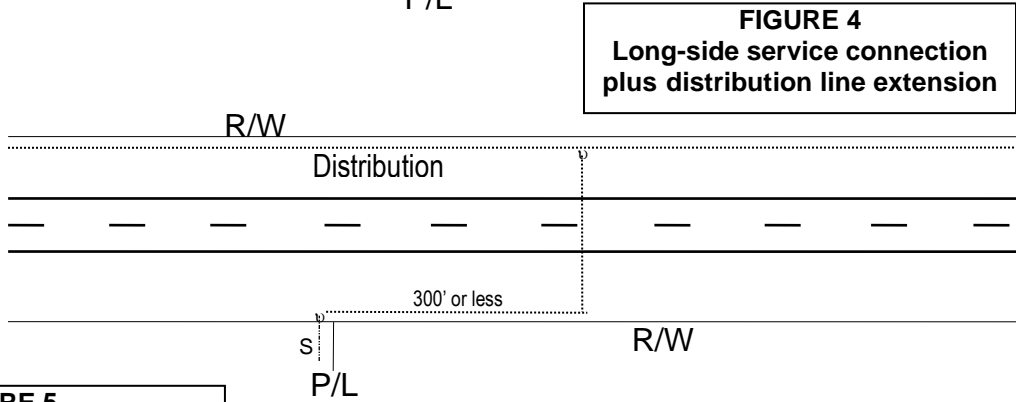 P/L
FIGURE 4
Long-side service connection
plus distribution line extension
R/W
Distribution
300' or less
S
R/W
P/L
RE 5